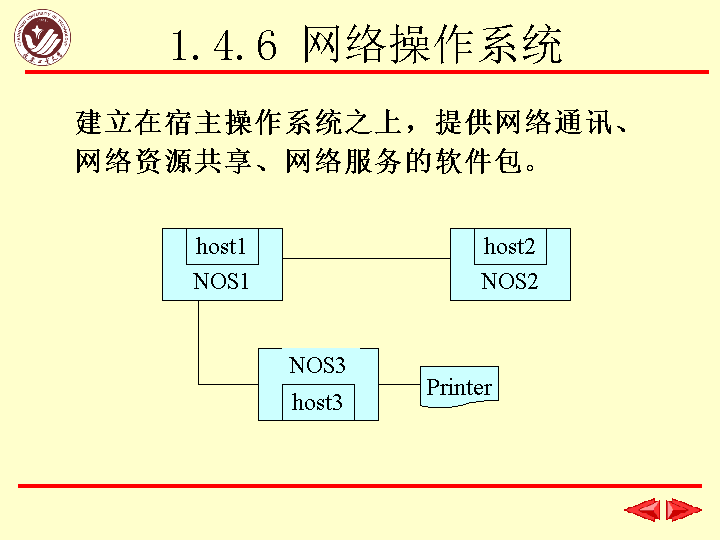 1.4.6 网络操作系统
建立在宿主操作系统之上，提供网络通讯、
网络资源共享、网络服务的软件包。
host1
host2
NOS1
NOS2
NOS3
host3
Printer